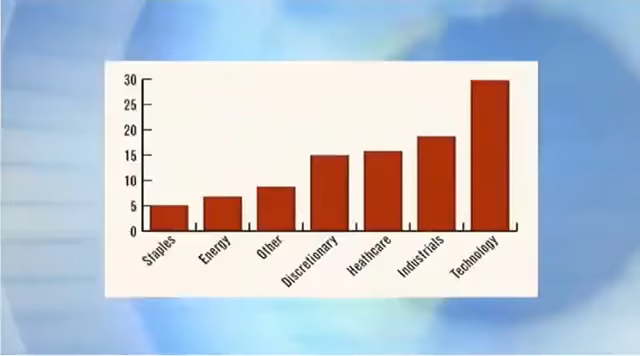 30
25
20
15
10
5
0
Staples
Energy
Other
Discretionary
Heathcare
Industrials
Technology